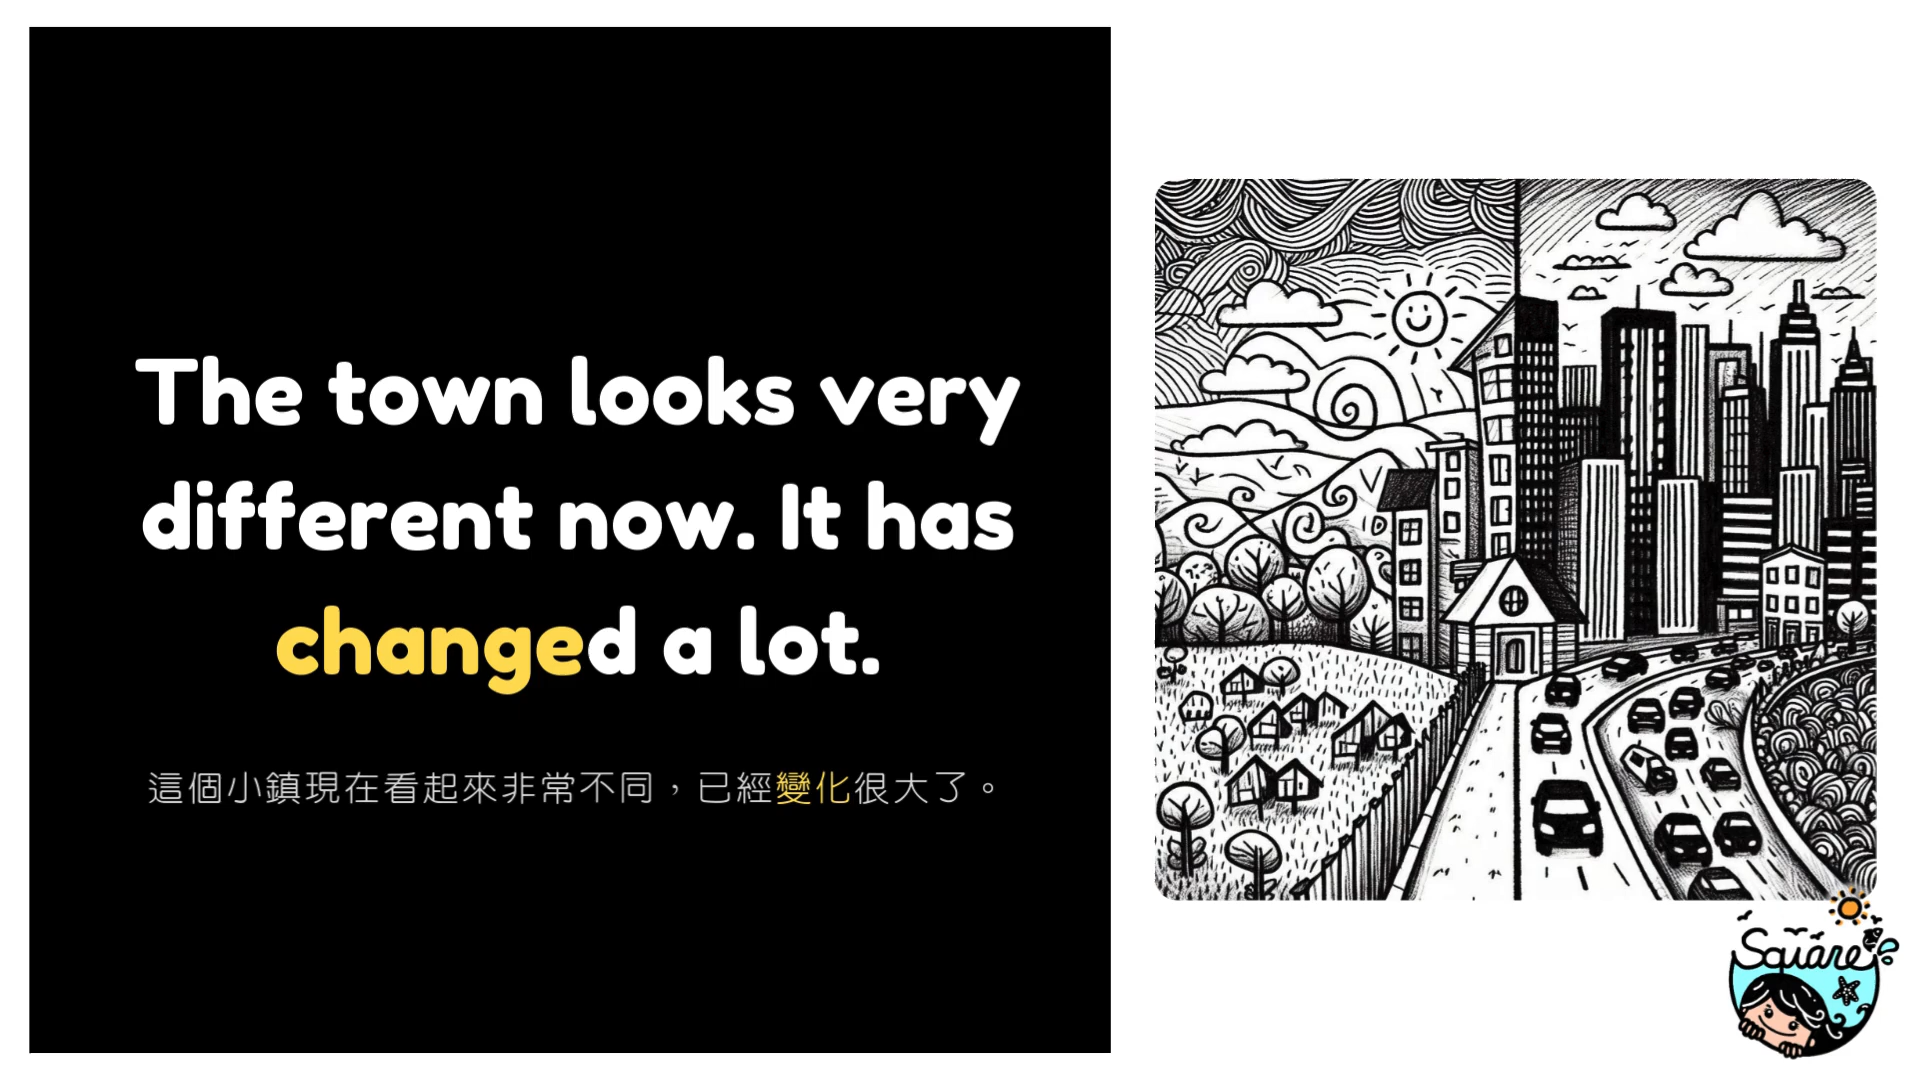 The town looks very
different now. It has
changed a lot.
這個小鎮現在看起來非常不同，已經變化很大了。
Square